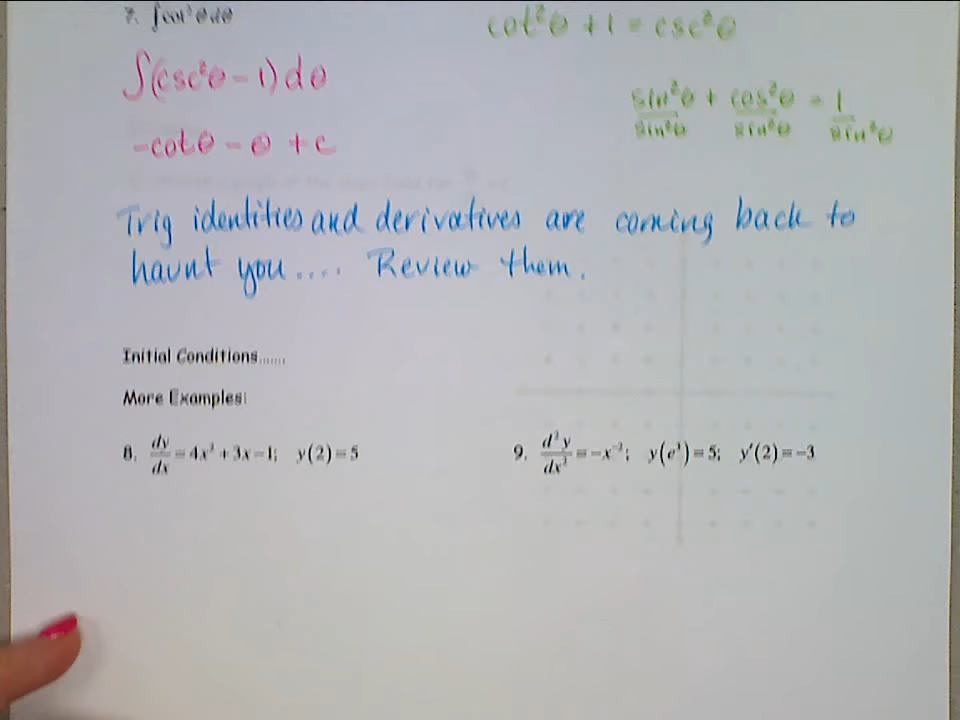 7. ∫cot²θdθ
cot²θ + 1 = csc²θ
∫(csc²θ - 1) dθ
sin²θ/sin²θ + cos²θ/sin²θ = 1/sin²θ
-cotθ - θ + c
Trig identities and derivatives are coming back to
haunt you.... Review them.
Initial Conditions.......
More Examples:
8. dy/dx = 4x + 3x - 1; y(2) = 5
9. d²y/dx² = -x⁻²; y(e) = 5; y′(2) = -3